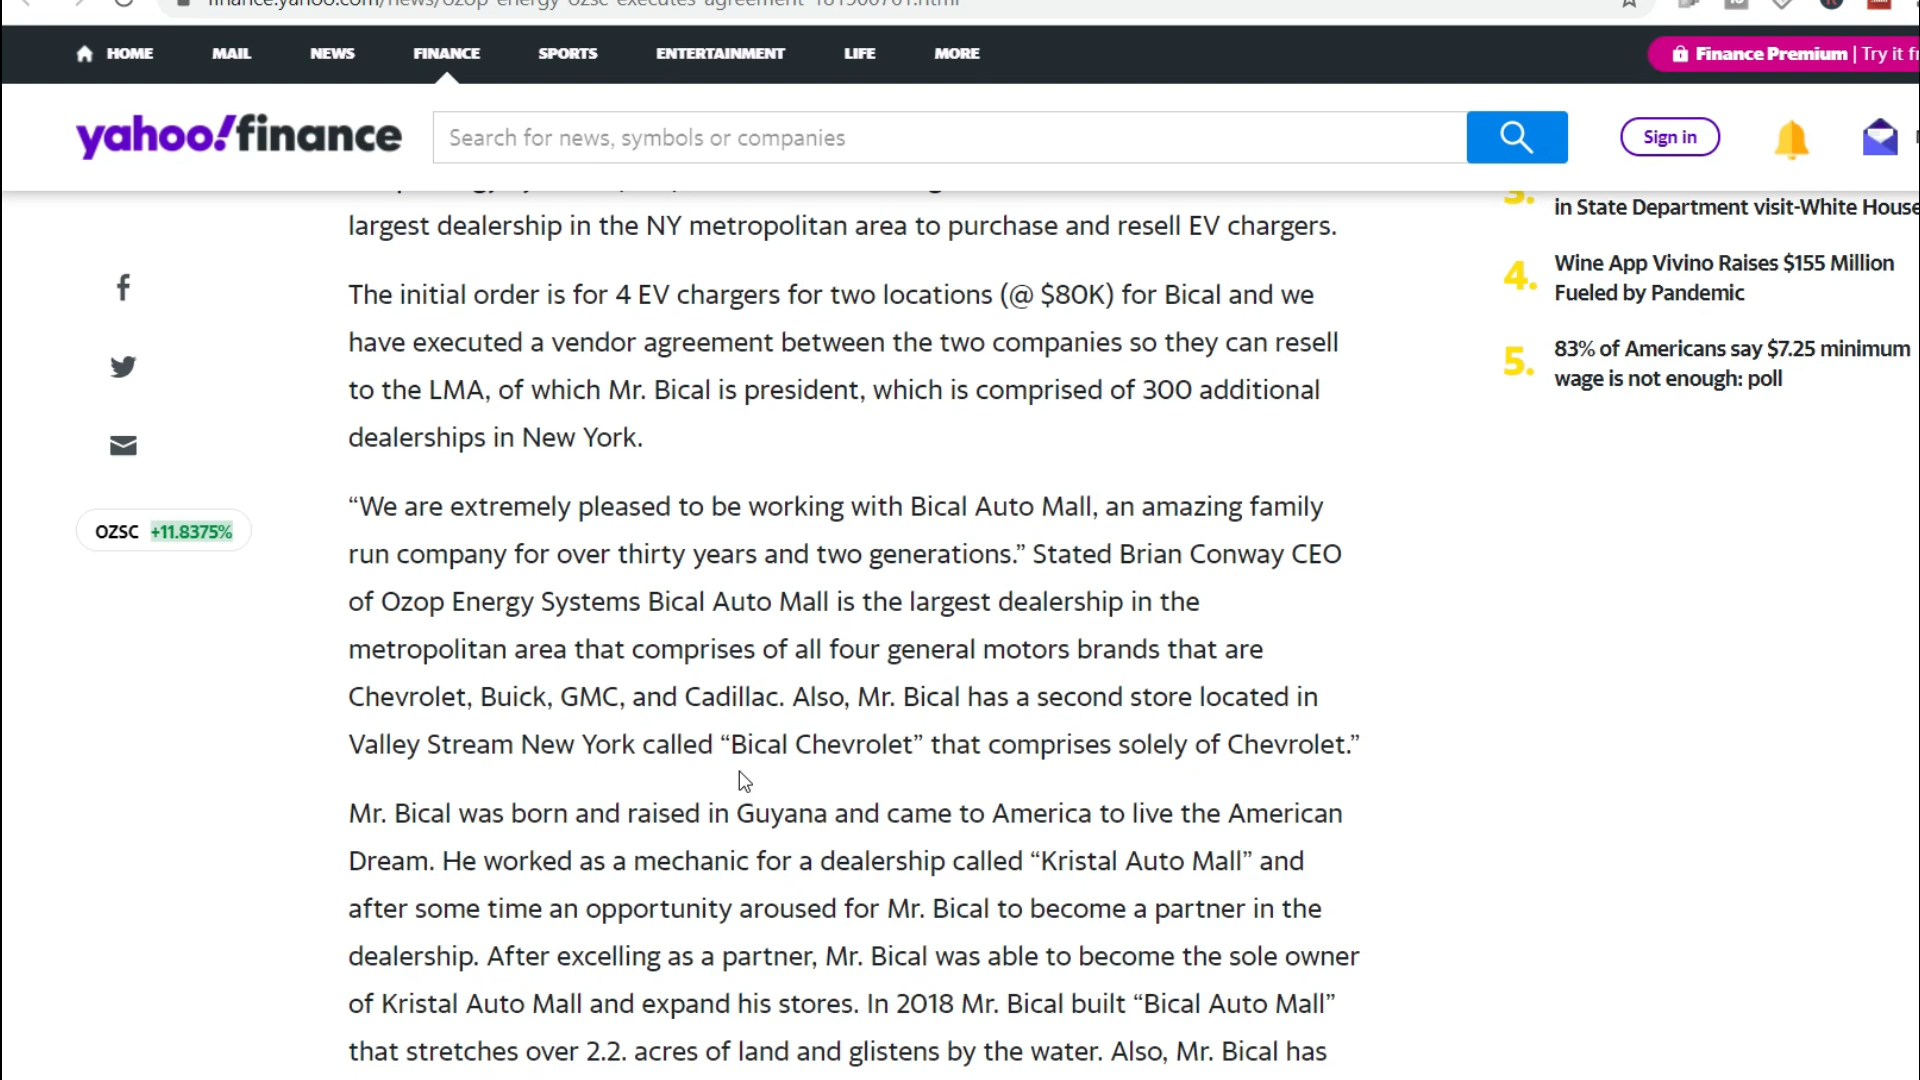 finance.yahoo.com/news/ozop-energy-ozsc-executes-agreement-181900761.html
HOME MAIL NEWS FINANCE SPORTS ENTERTAINMENT LIFE MORE
Finance Premium | Try it fr
yahoo!finance
Search for news, symbols or companies
Sign in
largest dealership in the NY metropolitan area to purchase and resell EV chargers.
The initial order is for 4 EV chargers for two locations (@ $80K) for Bical and we
have executed a vendor agreement between the two companies so they can resell
to the LMA, of which Mr. Bical is president, which is comprised of 300 additional
dealerships in New York.
“We are extremely pleased to be working with Bical Auto Mall, an amazing family
run company for over thirty years and two generations.” Stated Brian Conway CEO
of Ozop Energy Systems Bical Auto Mall is the largest dealership in the
metropolitan area that comprises of all four general motors brands that are
Chevrolet, Buick, GMC, and Cadillac. Also, Mr. Bical has a second store located in
Valley Stream New York called “Bical Chevrolet” that comprises solely of Chevrolet.”
Mr. Bical was born and raised in Guyana and came to America to live the American
Dream. He worked as a mechanic for a dealership called “Kristal Auto Mall” and
after some time an opportunity aroused for Mr. Bical to become a partner in the
dealership. After excelling as a partner, Mr. Bical was able to become the sole owner
of Kristal Auto Mall and expand his stores. In 2018 Mr. Bical built “Bical Auto Mall”
that stretches over 2.2. acres of land and glistens by the water. Also, Mr. Bical has
OZSC +11.8375%
3.
in State Department visit-White House
4.
Wine App Vivino Raises $155 Million
Fueled by Pandemic
5.
83% of Americans say $7.25 minimum
wage is not enough: poll